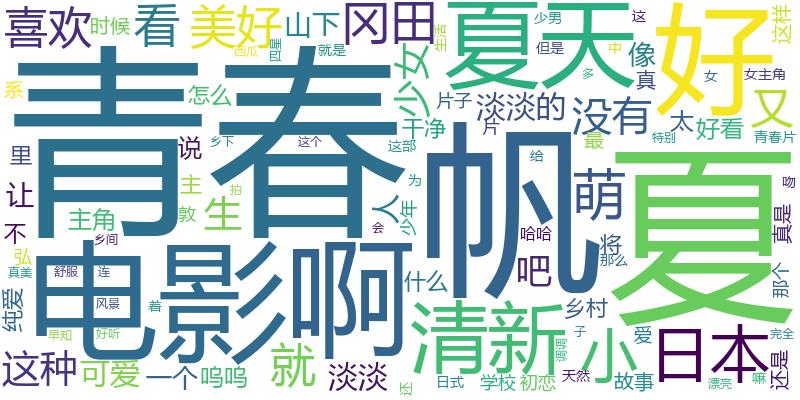 喜欢
时候
看
美好
山下
冈田
少男
四星
西瓜
就是
生活
少女
夏天
但是
这
中
像
真
好
女
多
女主角
这样
又
系
怎么
片子
淡淡的
没有
太
最
好看
特别
青春片
青春
干净
片
这部
乡下
这个
说
里
让
不
主
主角
敦
生
拍
人
少年
为
给
帆
萌
夏
吻
真是
会
哈哈
将
那么
那个
吧
弘
乡间
真美
舒服
连
风景
着
纯爱
早知
好听
电影
啊
什么
清新
乡村
子
小
爱
日本
还是
完全
这种
可爱
一个
呜呜
就
淡淡
还
日式
学校
初恋
天然
调调
故事
漂亮
嘛